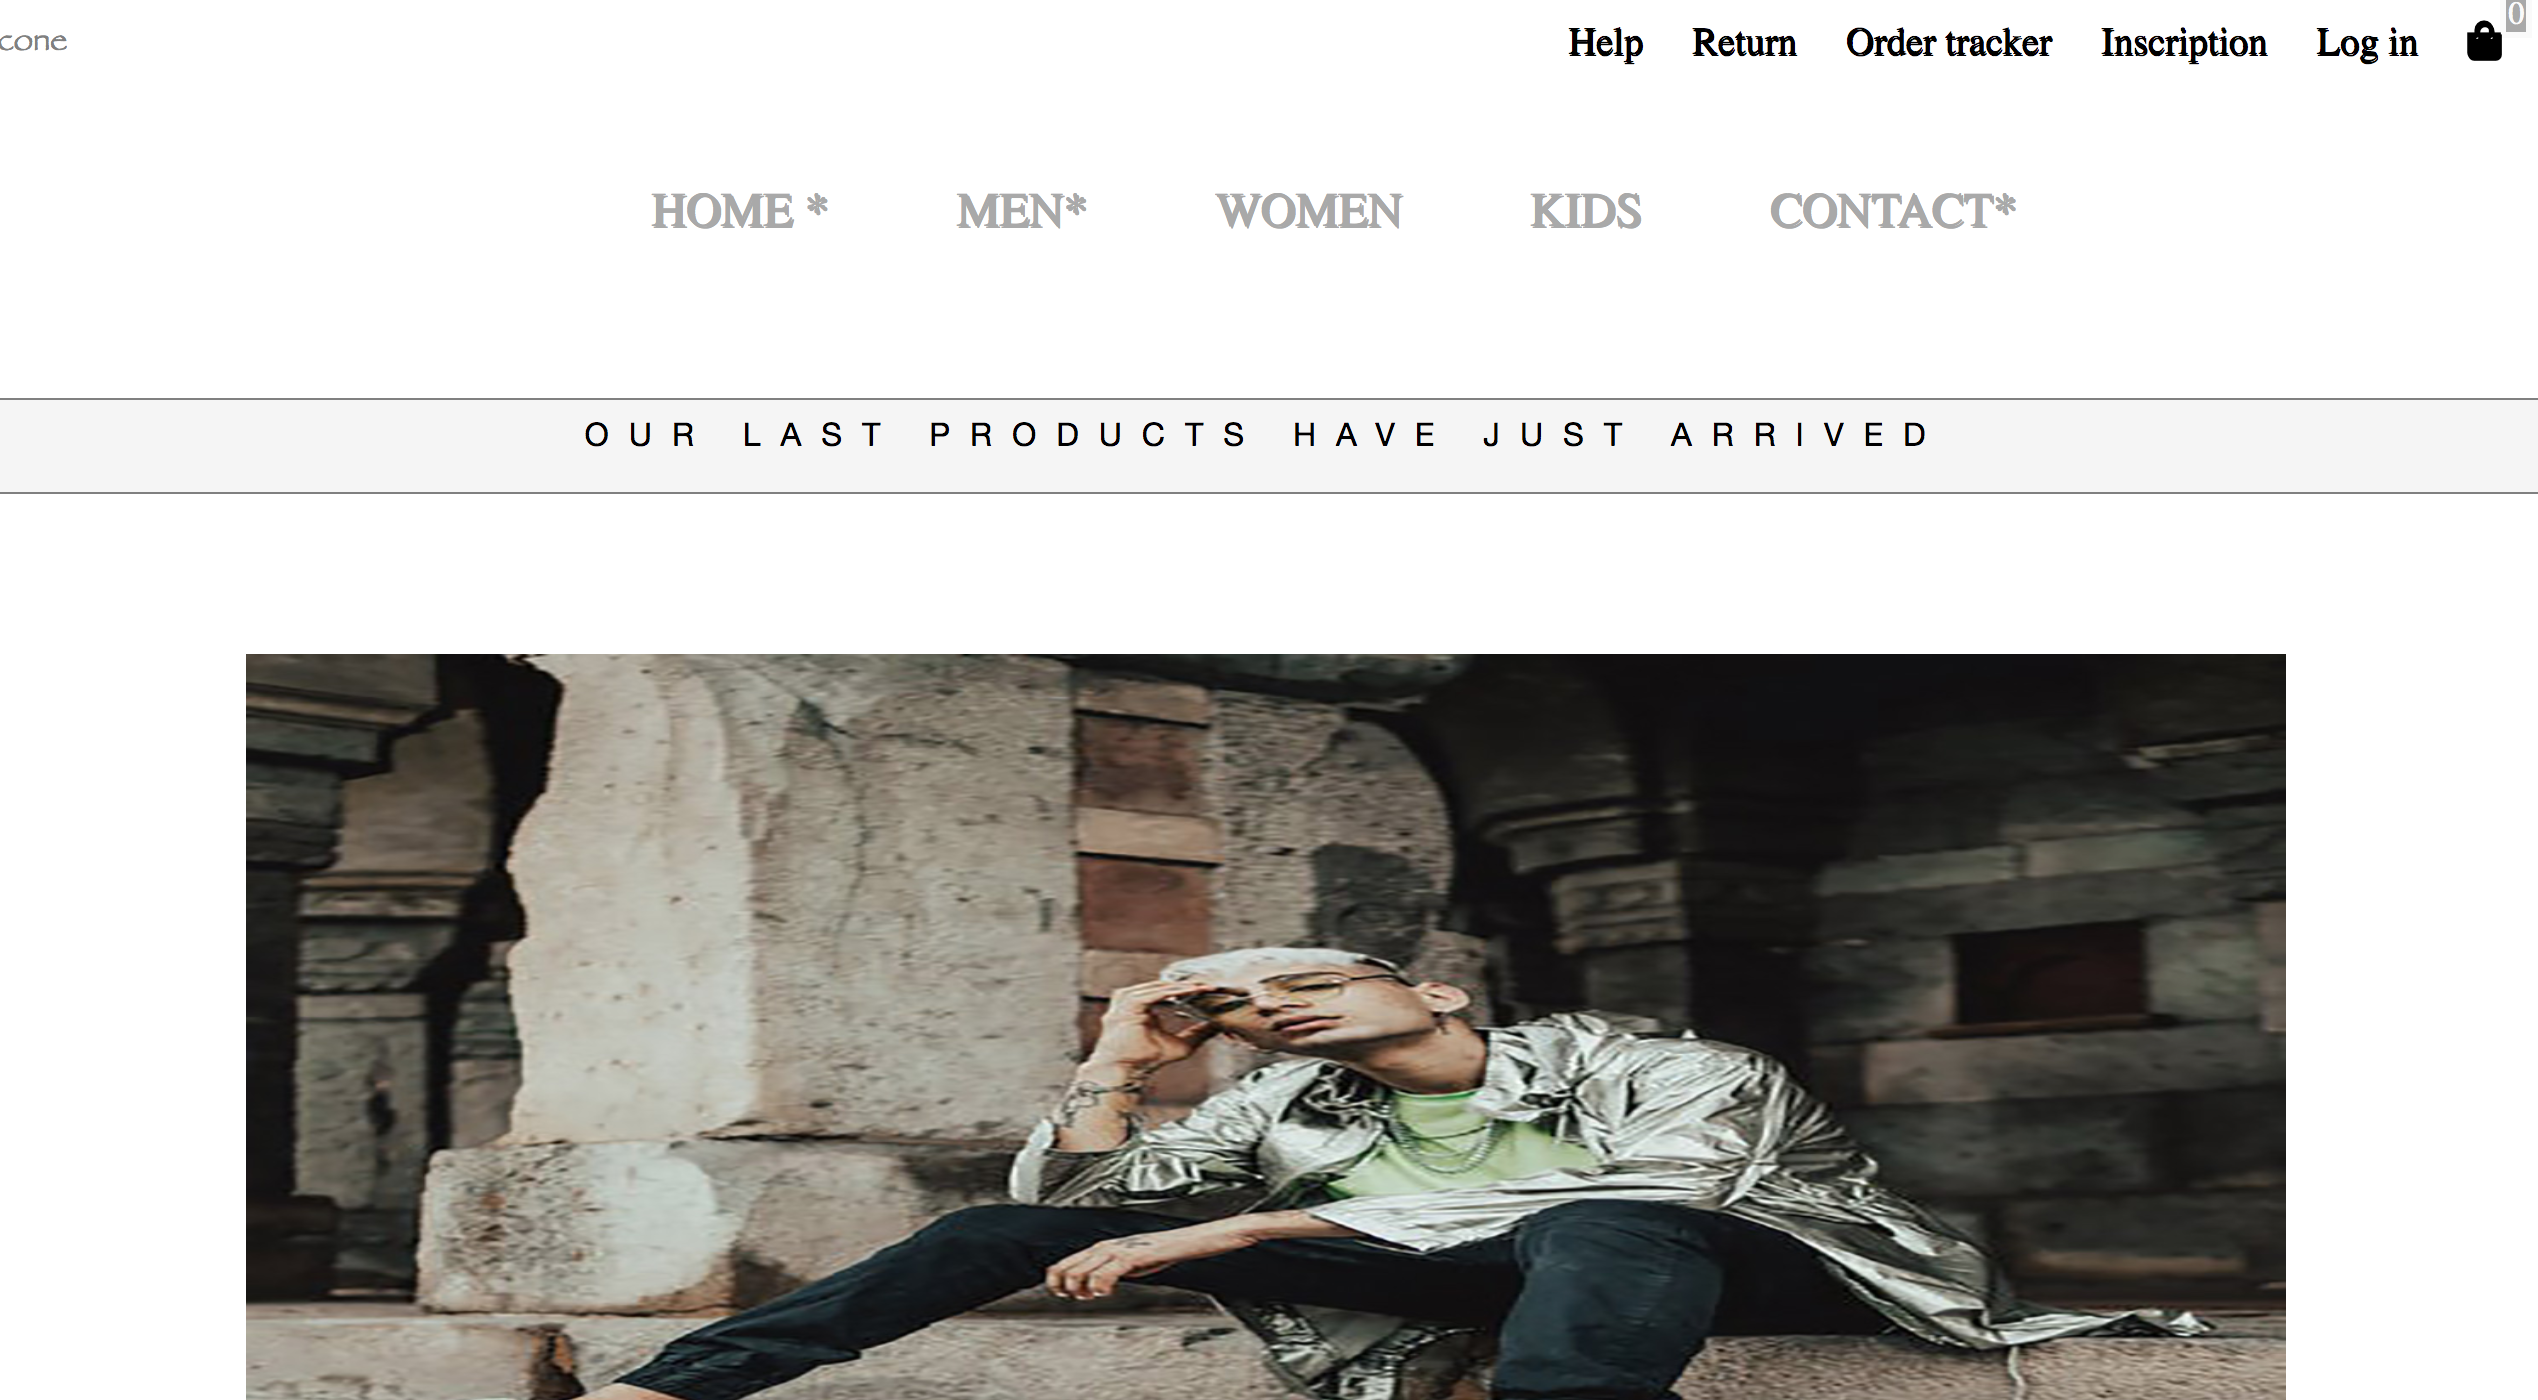 cone Help Return Order tracker Inscription Log in 0
HOME * MEN* WOMEN KIDS CONTACT*
OUR LAST PRODUCTS HAVE JUST ARRIVED